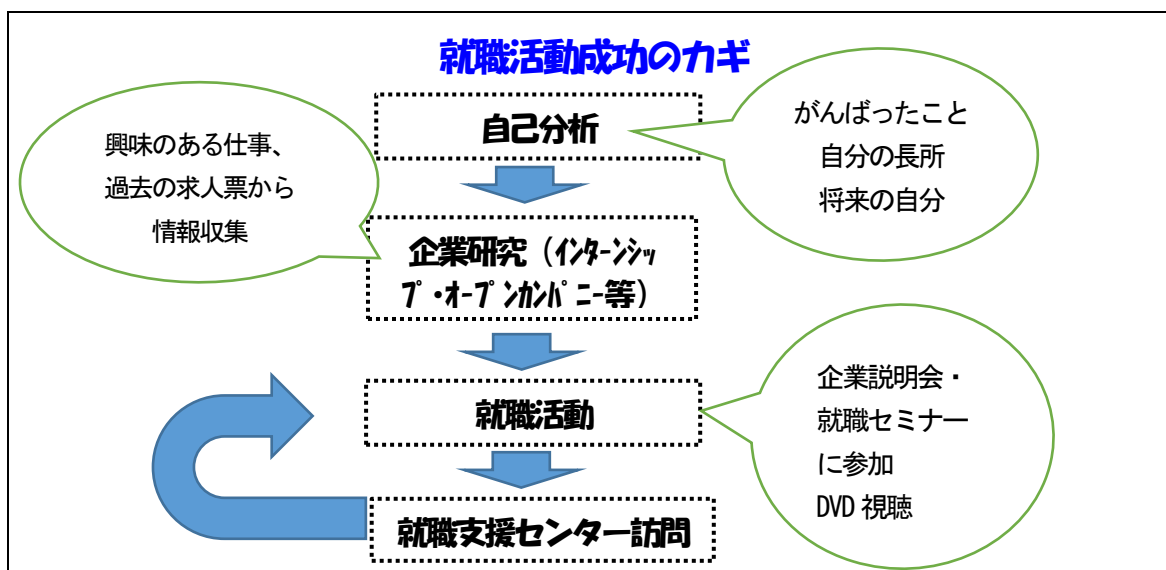 就職活動成功のカギ
自己分析
がんばったこと
自分の長所
将来の自分
興味のある仕事、
過去の求人票から
情報収集
企業研究（ｲﾝﾀｰﾝｼｯ
ﾌﾟ・ｵｰﾌﾟﾝｶﾝﾊﾟﾆｰ等）
就職活動
企業説明会・
就職セミナー
に参加
DVD 視聴
就職支援センター訪問